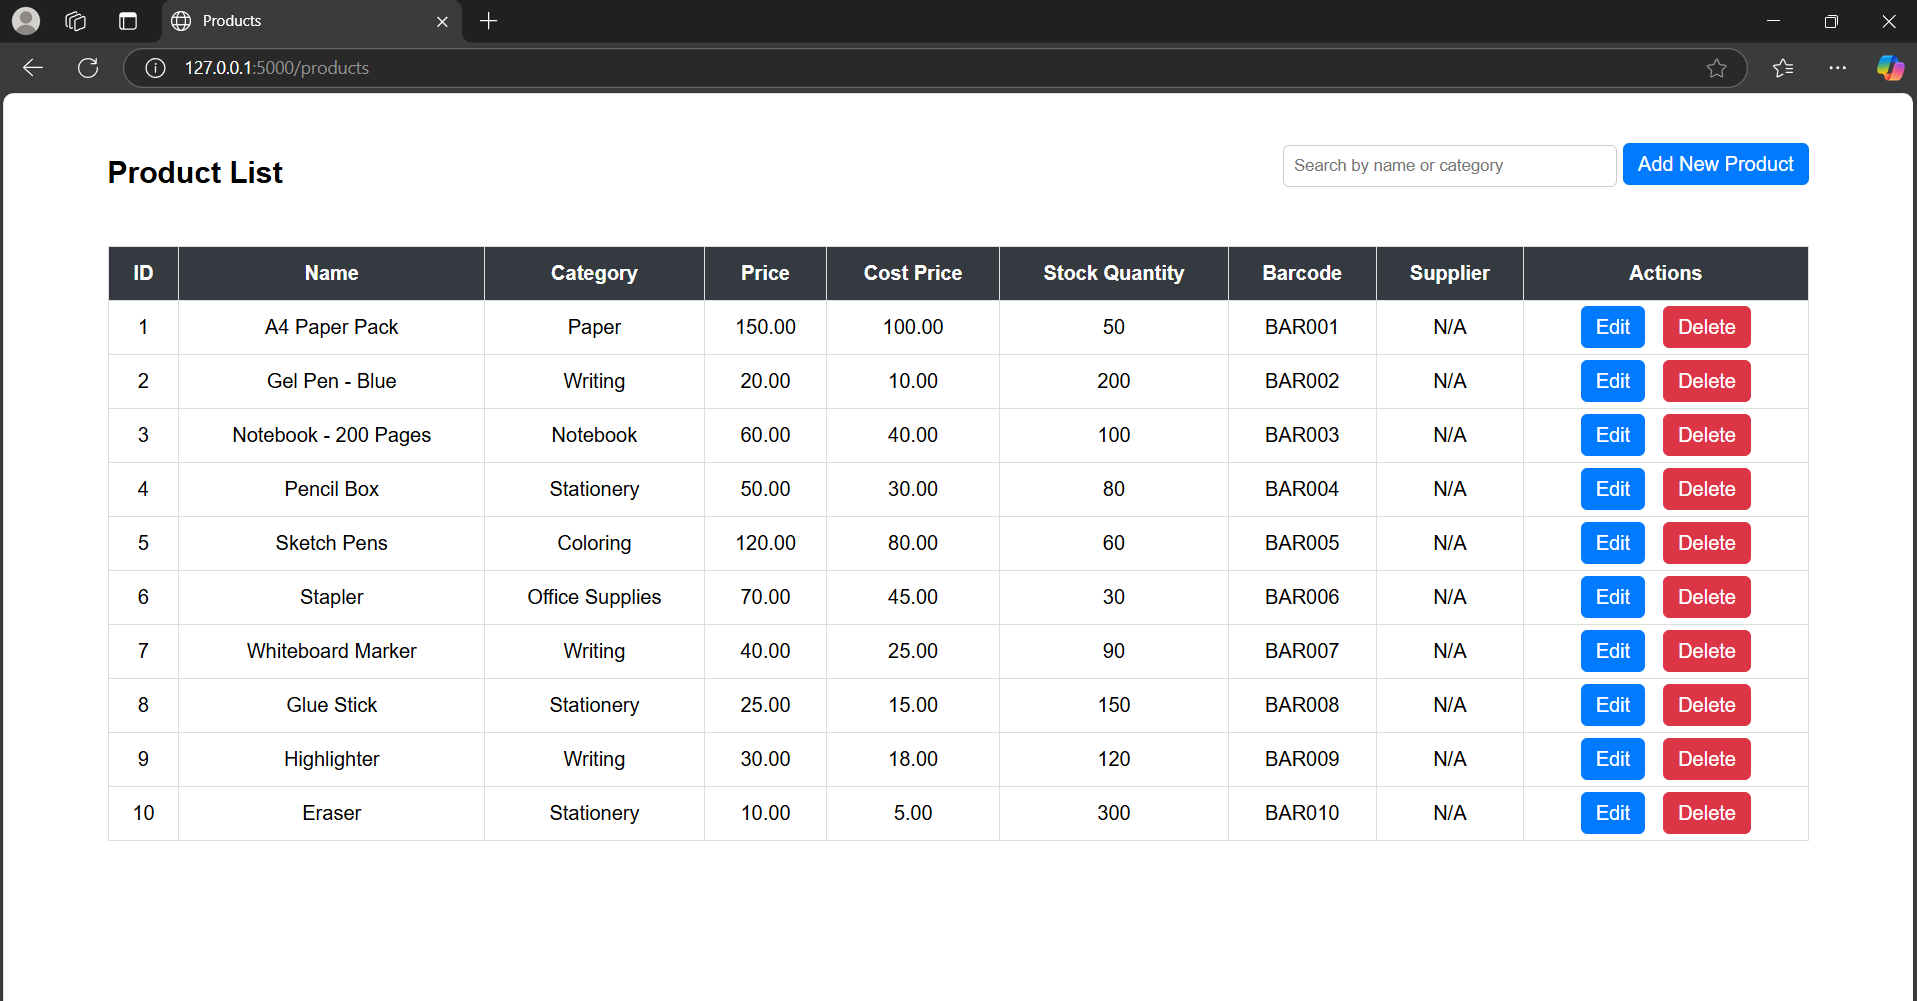 Products
127.0.0.1:5000/products
Product List
Search by name or category
Add New Product
ID Name Category Price Cost Price Stock Quantity Barcode Supplier Actions
1 A4 Paper Pack Paper 150.00 100.00 50 BAR001 N/A Edit Delete
2 Gel Pen - Blue Writing 20.00 10.00 200 BAR002 N/A Edit Delete
3 Notebook - 200 Pages Notebook 60.00 40.00 100 BAR003 N/A Edit Delete
4 Pencil Box Stationery 50.00 30.00 80 BAR004 N/A Edit Delete
5 Sketch Pens Coloring 120.00 80.00 60 BAR005 N/A Edit Delete
6 Stapler Office Supplies 70.00 45.00 30 BAR006 N/A Edit Delete
7 Whiteboard Marker Writing 40.00 25.00 90 BAR007 N/A Edit Delete
8 Glue Stick Stationery 25.00 15.00 150 BAR008 N/A Edit Delete
9 Highlighter Writing 30.00 18.00 120 BAR009 N/A Edit Delete
10 Eraser Stationery 10.00 5.00 300 BAR010 N/A Edit Delete